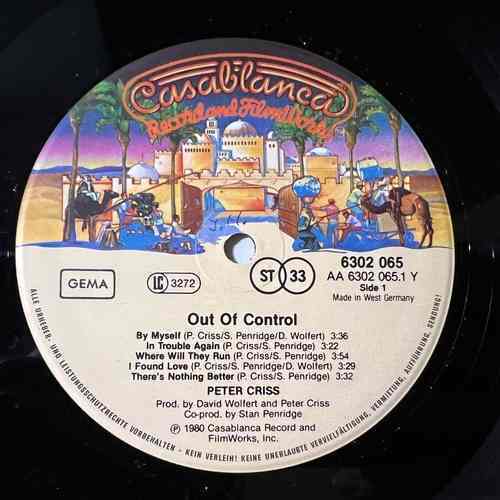 Casablanca
Record and FilmWorks
GEMA
LC 3272
ST 33
6302 065
AA 6302 065.1 Y
Side 1
Made in West Germany
Out Of Control
By Myself (P. Criss/S. Penridge/D. Wolfert) 3:36
In Trouble Again (P. Criss/S. Penridge) 3:22
Where Will They Run (P. Criss/S. Penridge) 3:54
I Found Love (P. Criss/S. Penridge) 3:29
There's Nothing Better (P. Criss/S. Penridge) 3:32
PETER CRISS
Prod. by David Wolfert and Peter Criss
Co-prod. by Stan Penridge
℗ 1980 Casablanca Record and
FilmWorks, Inc.
ALLE URHEBER- UND LEISTUNGSSCHUTZRECHTE VORBEHALTEN - KEIN VERLEIH! KEINE UNERLAUBTE VERVIELFÄLTIGUNG, VERMIETUNG, AUFFÜHRUNG, SENDUNG!